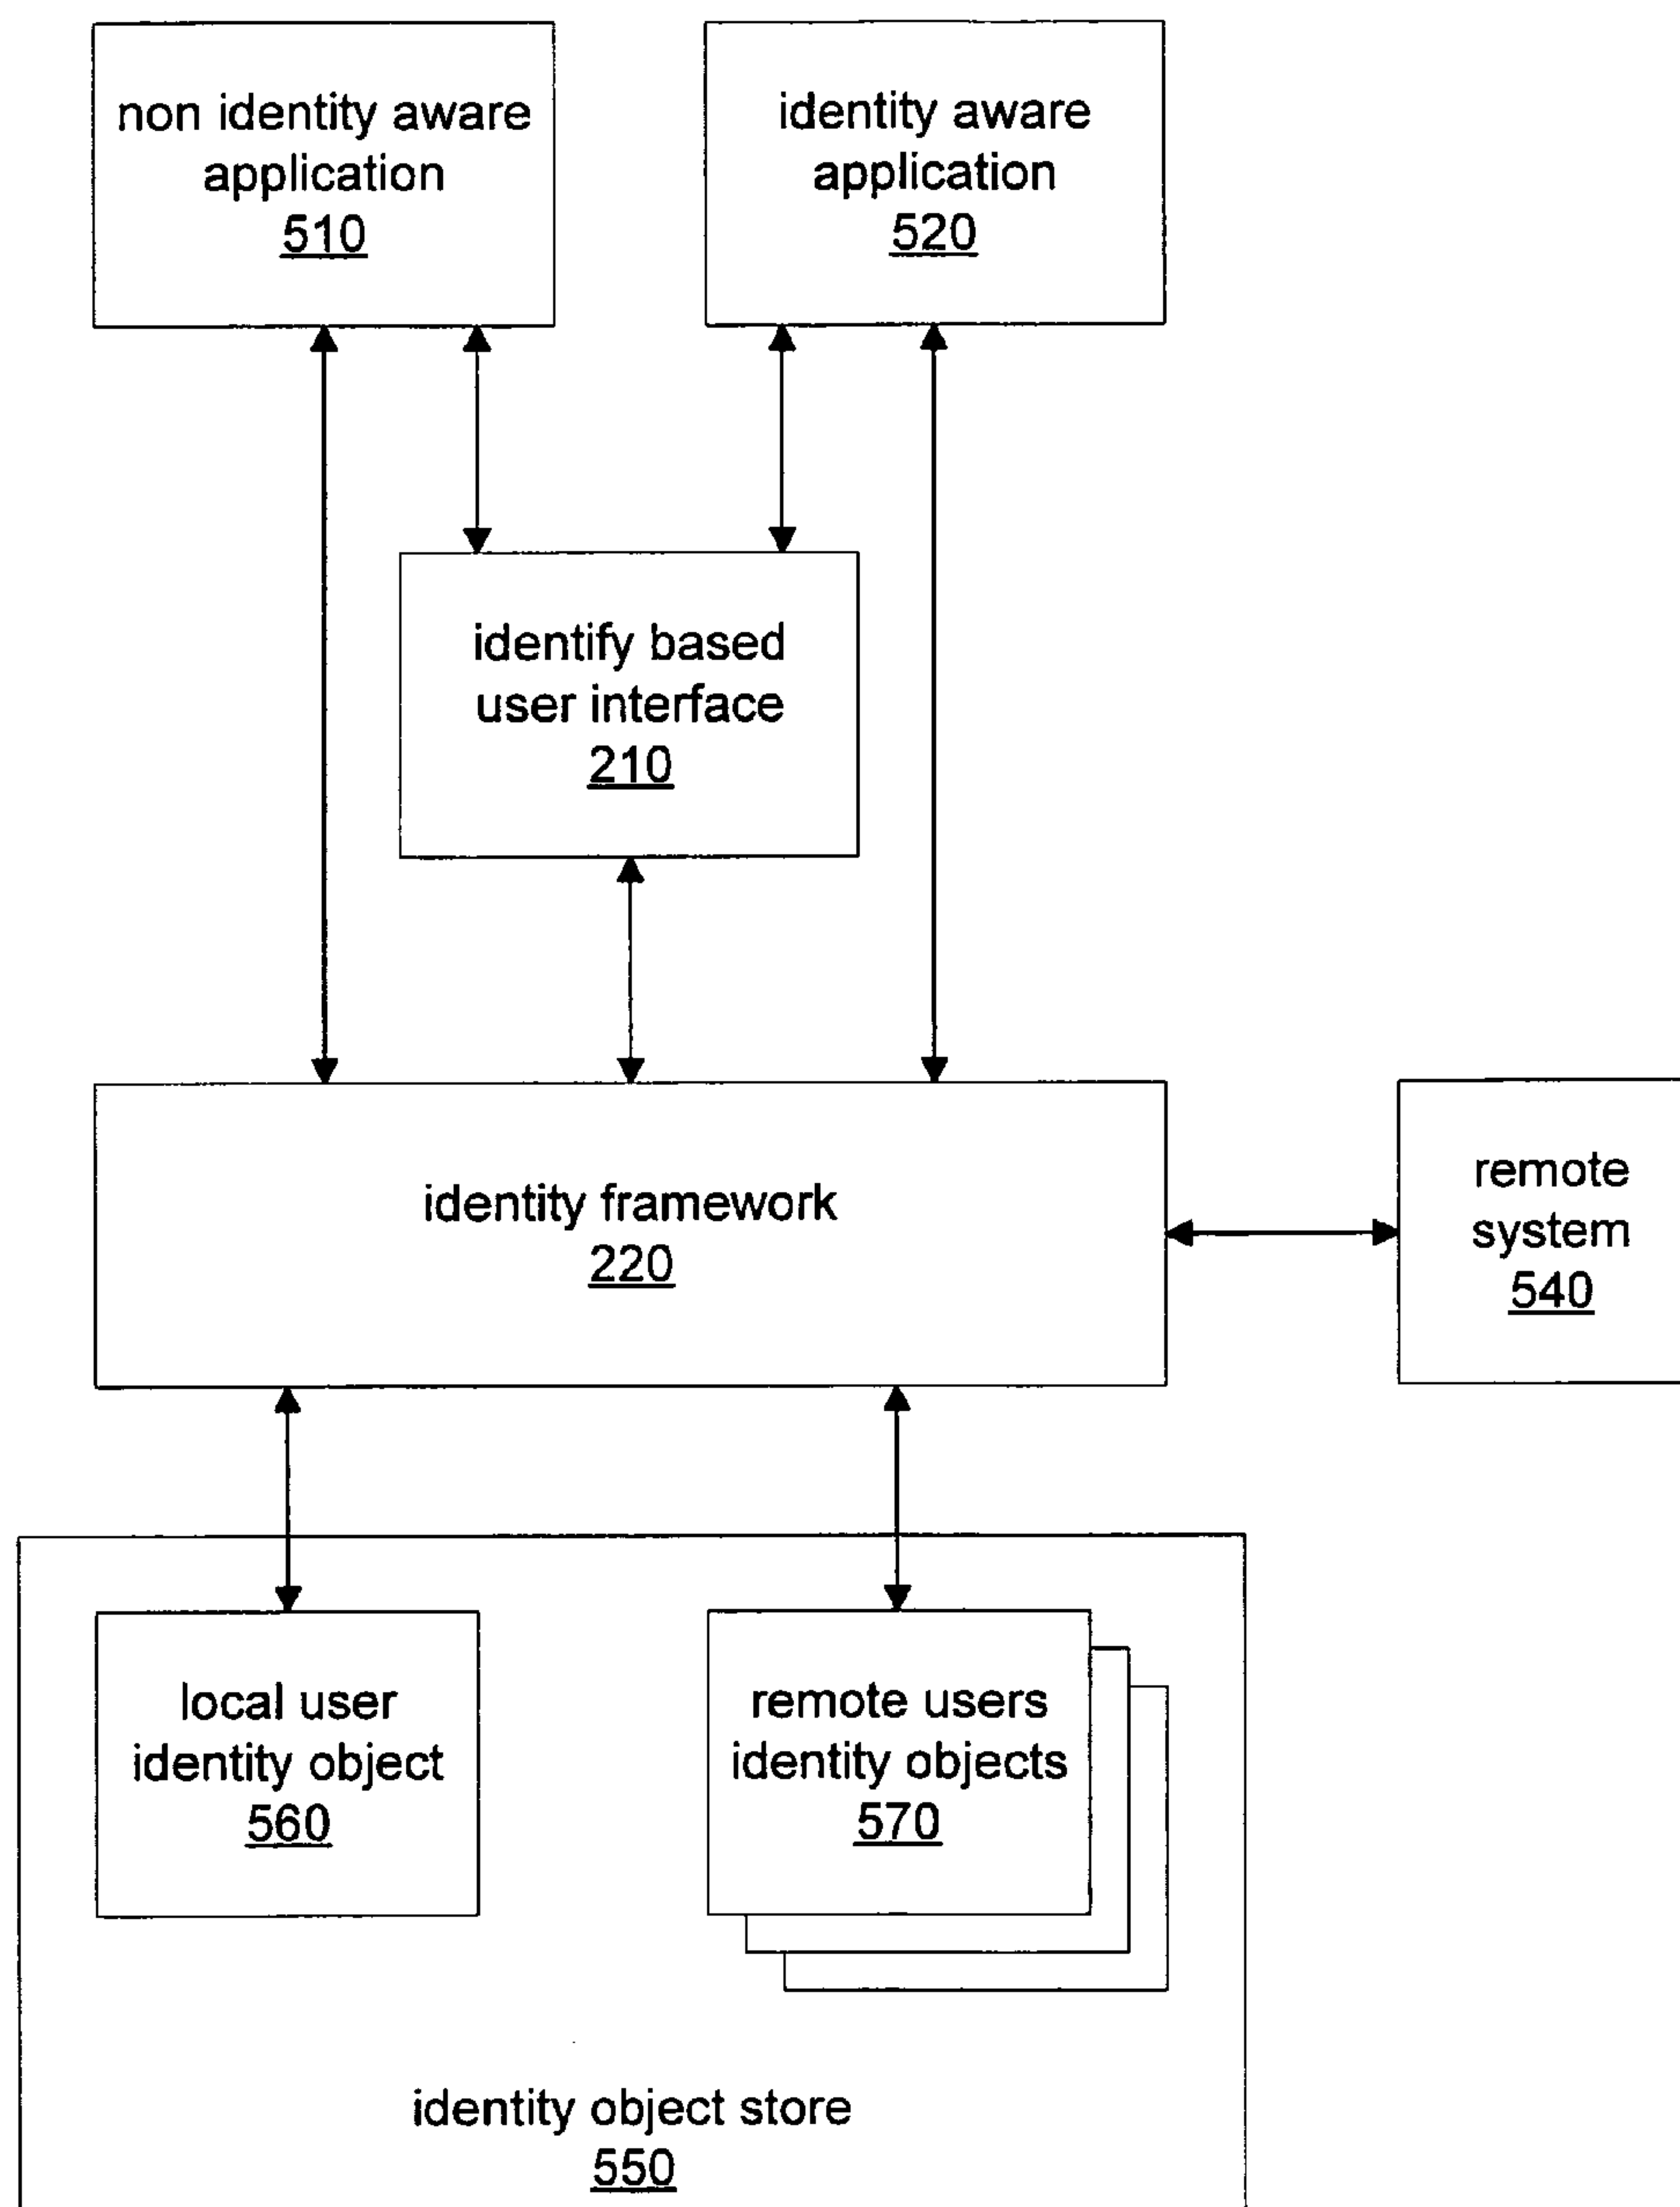 non identity aware
application
510
identity aware
application
520
identify based
user interface
210
identity framework
220
remote
system
540
local user
identity object
560
remote users
identity objects
570
identity object store
550